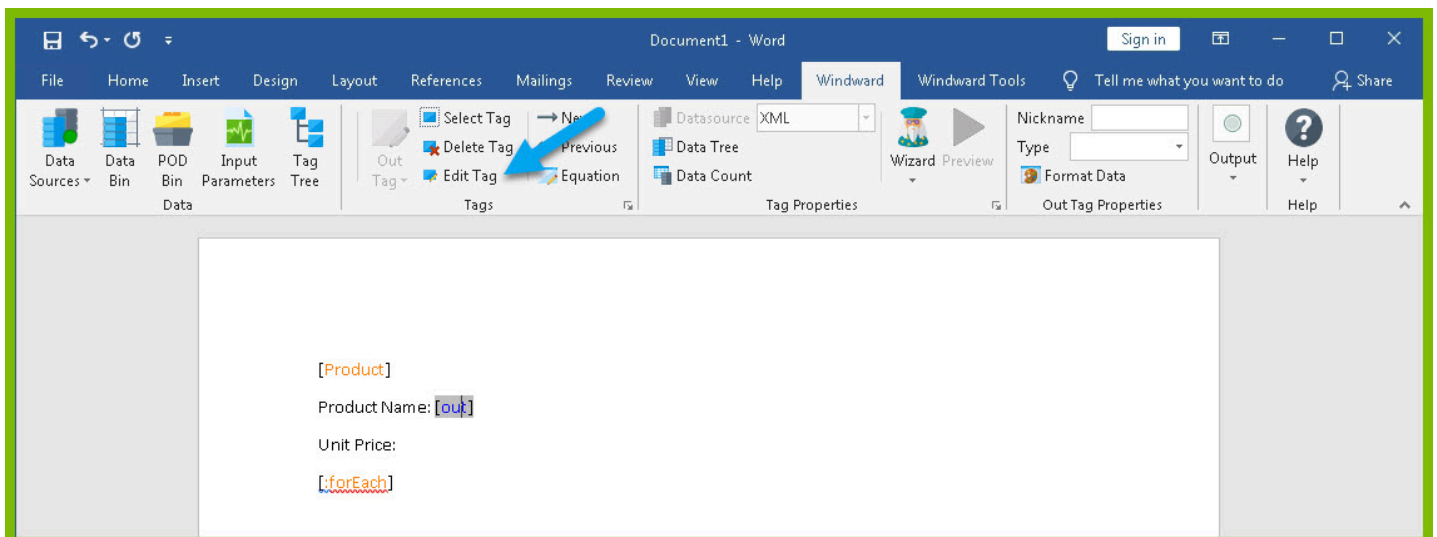 Document1 - Word
Sign in
File Home Insert Design Layout References Mailings Review View Help Windward Windward Tools Tell me what you want to do Share
Select Tag
Datasource XML
Nickname
Delete Tag
Previous
Data Tree
Type
Edit Tag
Equation
Data Count
Format Data
Data Sources
Data Bin
POD Bin
Input Parameters
Tag Tree
Out Tag
Wizard
Preview
Output
Help
Data
Tags
Tag Properties
Out Tag Properties
Help
[Product]
Product Name: [out]
Unit Price:
[:forEach]